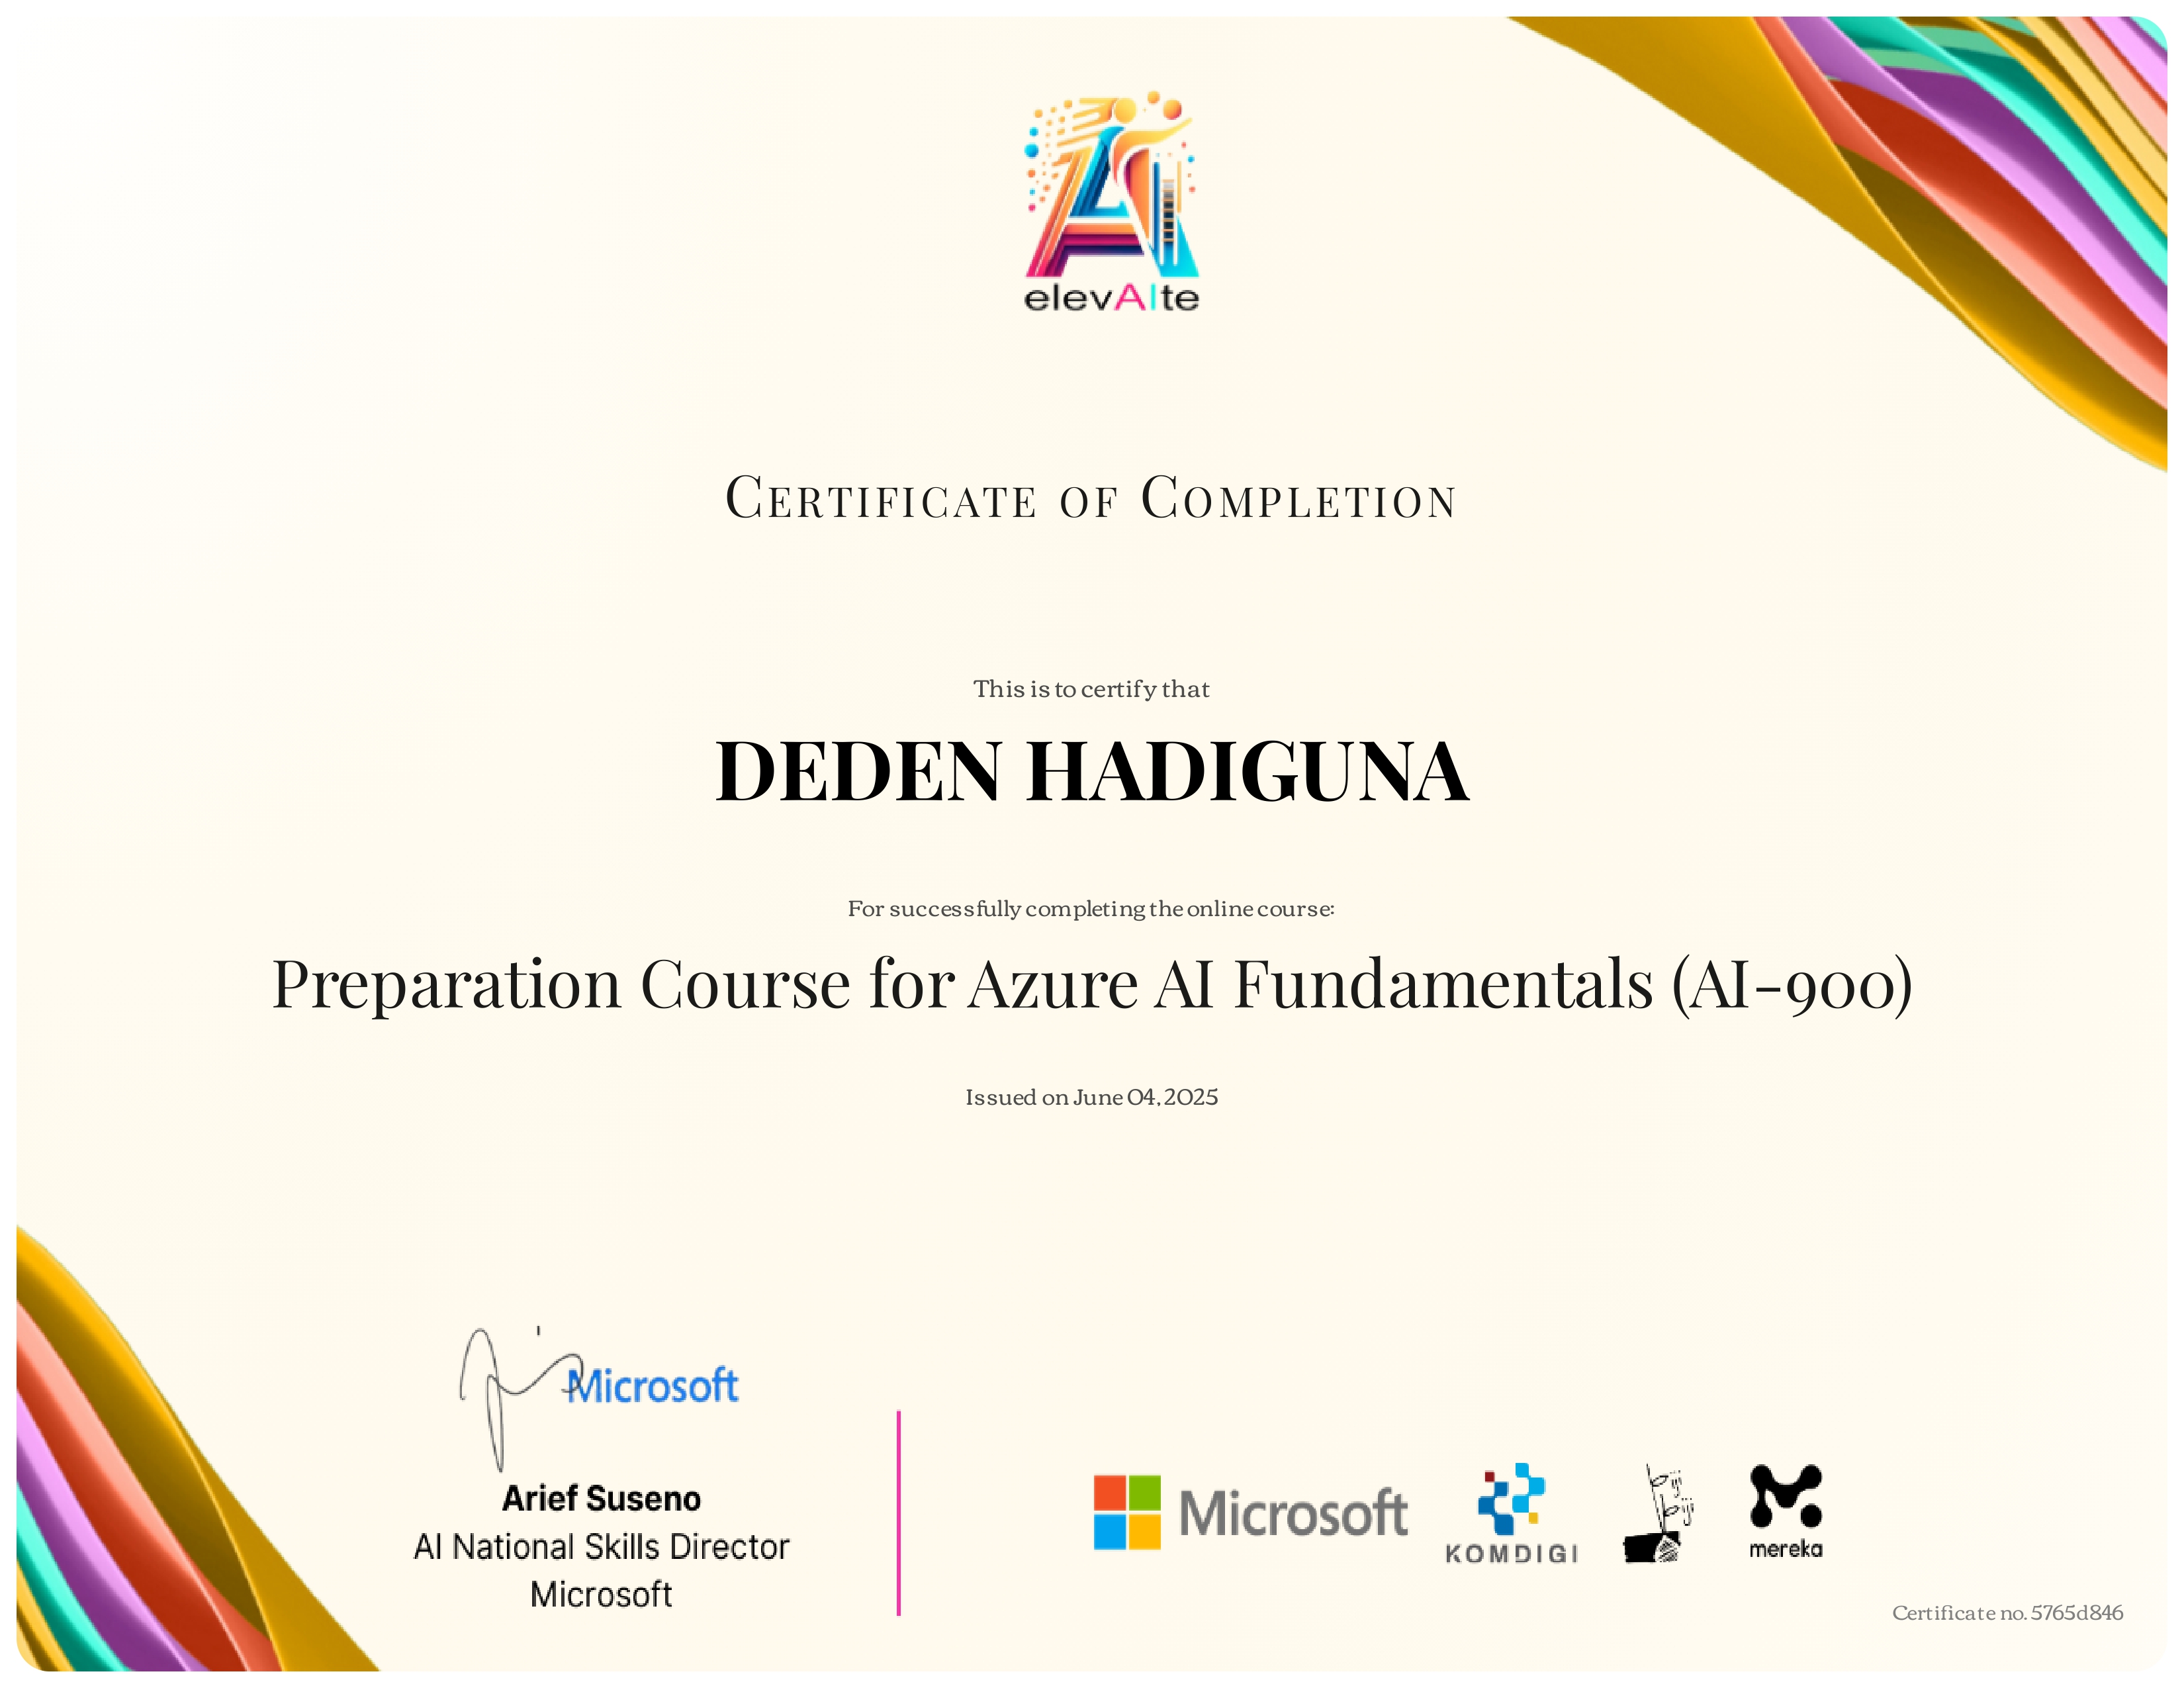 elevAIte
Certificate of Completion
This is to certify that
DEDEN HADIGUNA
For successfully completing the online course:
Preparation Course for Azure AI Fundamentals (AI-900)
Issued on June 04, 2025
Microsoft
Arief Suseno
AI National Skills Director
Microsoft
Microsoft
KOMDIGI
mereka
Certificate no. 5765d846